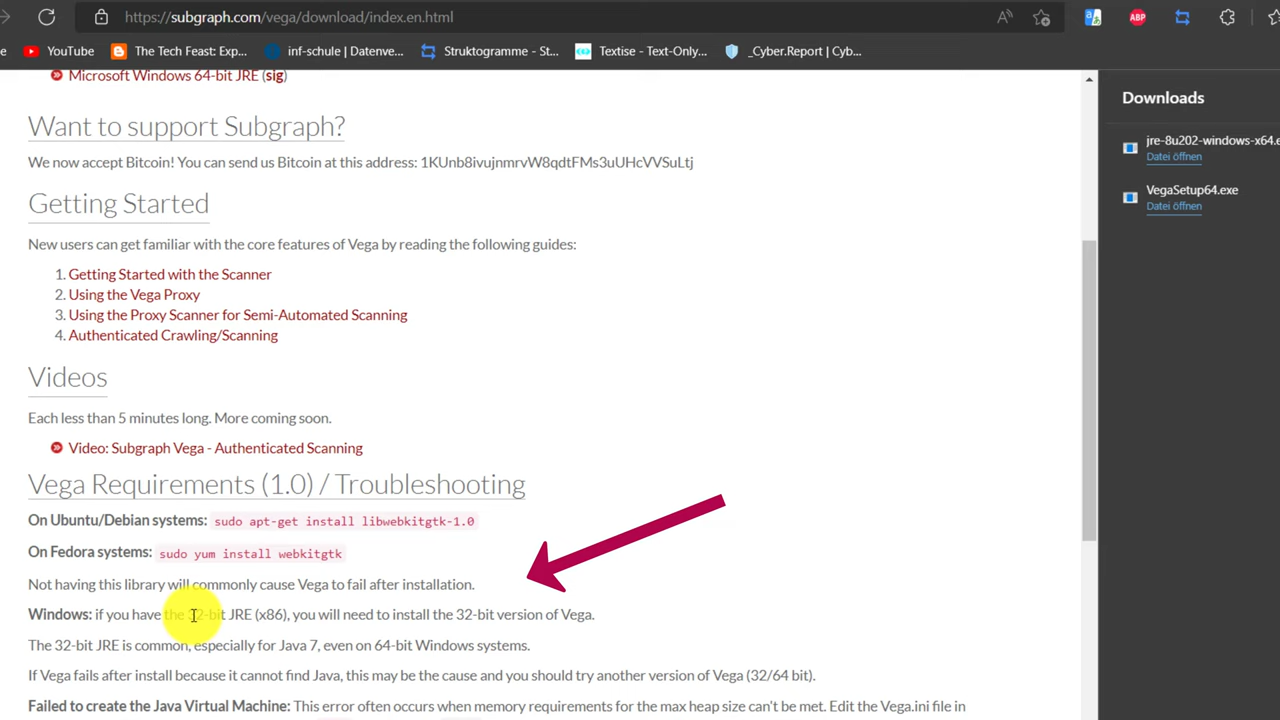 https://subgraph.com/vega/download/index.en.html
YouTube
The Tech Feast: Exp...
inf-schule | Datenve...
Struktogramme - St...
Textise - Text-Only...
_Cyber.Report | Cyb...
ABP
Microsoft Windows 64-bit JRE (sig)
Want to support Subgraph?
We now accept Bitcoin! You can send us Bitcoin at this address: 1KUnb8ivujnmrvW8qdtFMs3uUHcVVSuLtj
Getting Started
New users can get familiar with the core features of Vega by reading the following guides:
1. Getting Started with the Scanner
2. Using the Vega Proxy
3. Using the Proxy Scanner for Semi-Automated Scanning
4. Authenticated Crawling/Scanning
Videos
Each less than 5 minutes long. More coming soon.
Video: Subgraph Vega - Authenticated Scanning
Vega Requirements (1.0) / Troubleshooting
On Ubuntu/Debian systems: sudo apt-get install libwebkitgtk-1.0
On Fedora systems: sudo yum install webkitgtk
Not having this library will commonly cause Vega to fail after installation.
Windows: if you have the 32-bit JRE (x86), you will need to install the 32-bit version of Vega.
The 32-bit JRE is common, especially for Java 7, even on 64-bit Windows systems.
If Vega fails after install because it cannot find Java, this may be the cause and you should try another version of Vega (32/64 bit).
Failed to create the Java Virtual Machine: This error often occurs when memory requirements for the max heap size can't be met. Edit the Vega.ini file in
Downloads
jre-8u202-windows-x64.e
Datei öffnen
VegaSetup64.exe
Datei öffnen